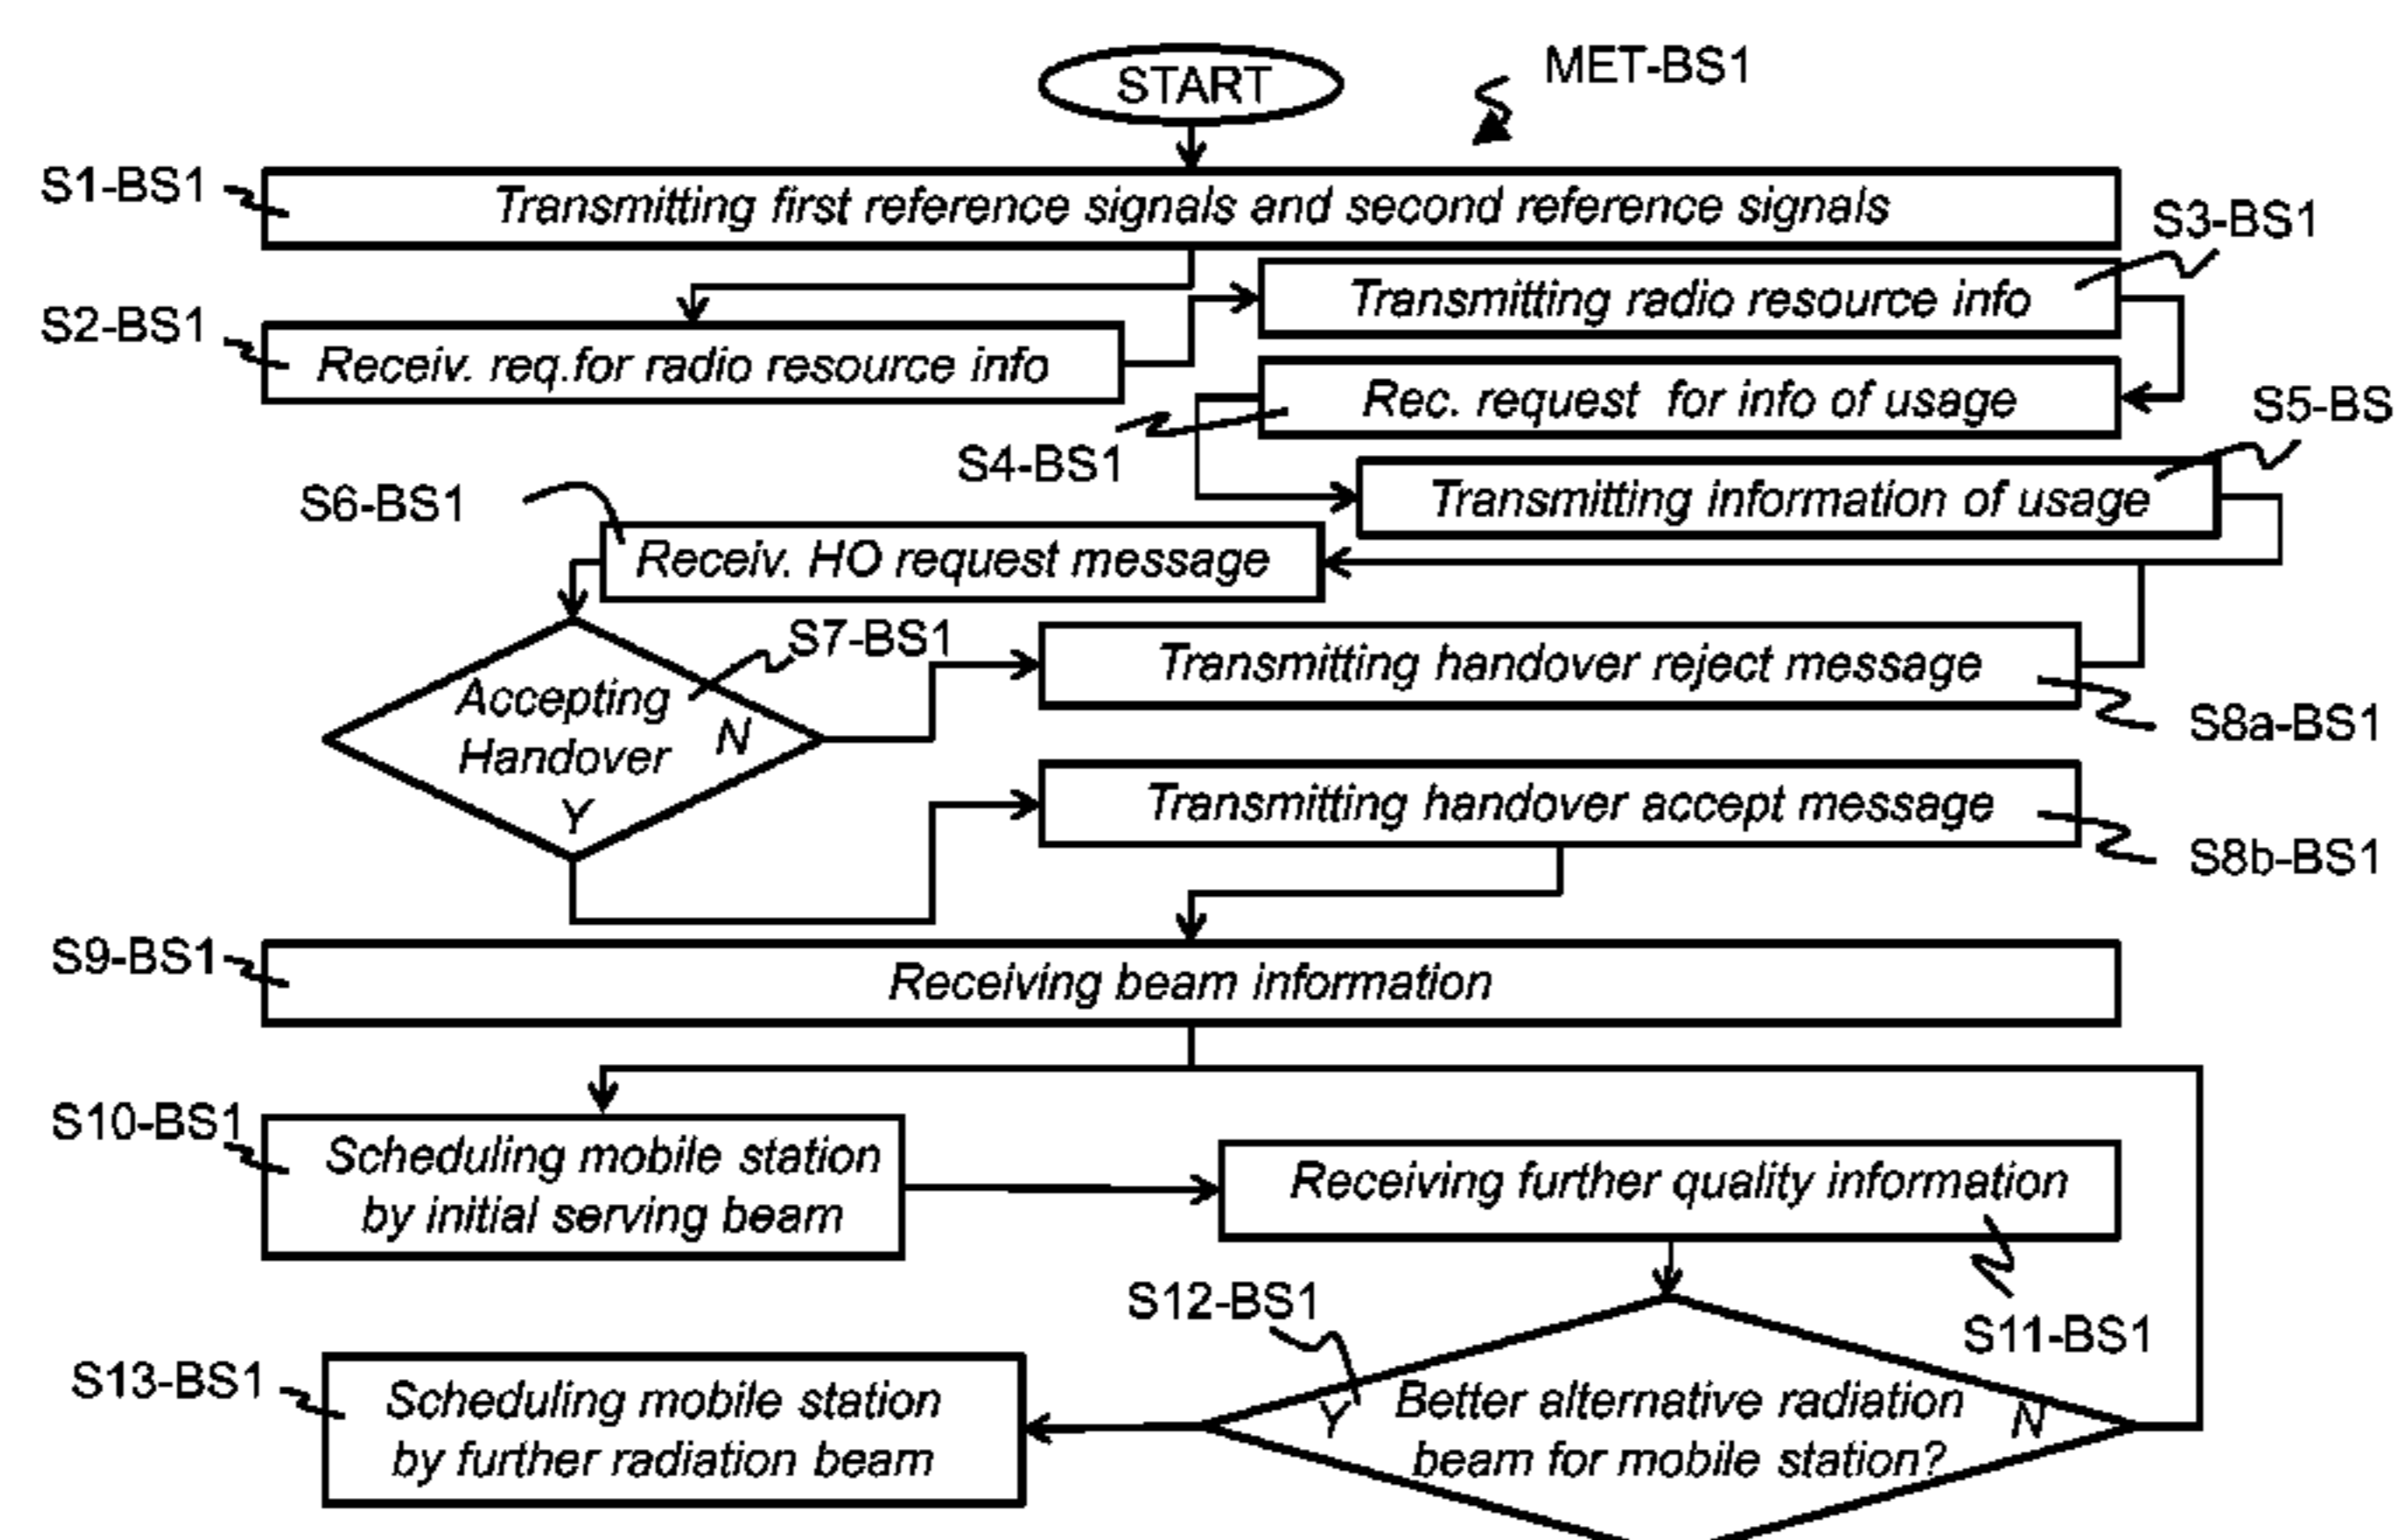 START
MET-BS1
S1-BS1
Transmitting first reference signals and second reference signals
S3-BS1
Transmitting radio resource info
S2-BS1
Receiv. req.for radio resource info
Rec. request for info of usage
S5-BS
S4-BS1
Transmitting information of usage
S6-BS1
Receiv. HO request message
S7-BS1
Transmitting handover reject message
Accepting
Handover
N
Y
S8a-BS1
Transmitting handover accept message
S8b-BS1
S9-BS1
Receiving beam information
S10-BS1
Scheduling mobile station
by initial serving beam
Receiving further quality information
S12-BS1
S11-BS1
S13-BS1
Scheduling mobile station
by further radiation beam
Y
Better alternative radiation
beam for mobile station?
N